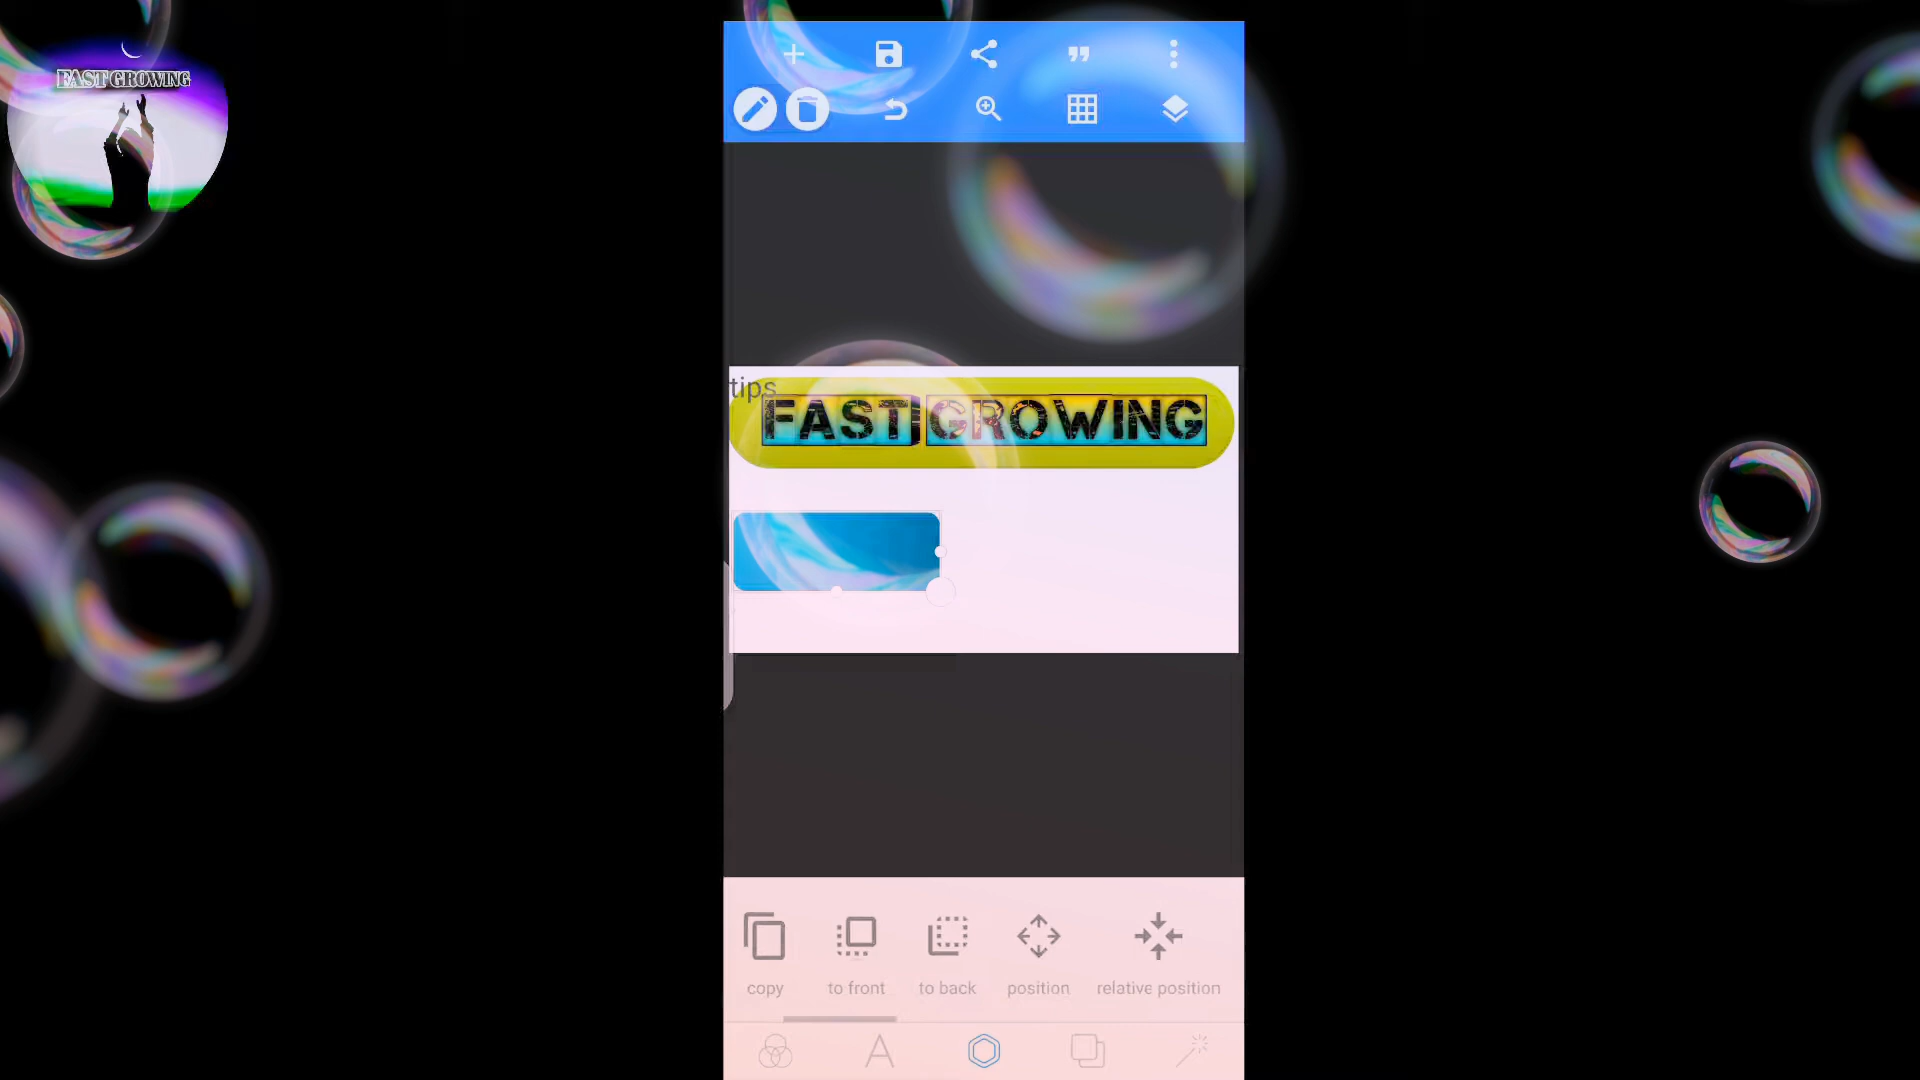 FAST GROWING
tips
FAST GROWING
copy
to front
to back
position
relative position